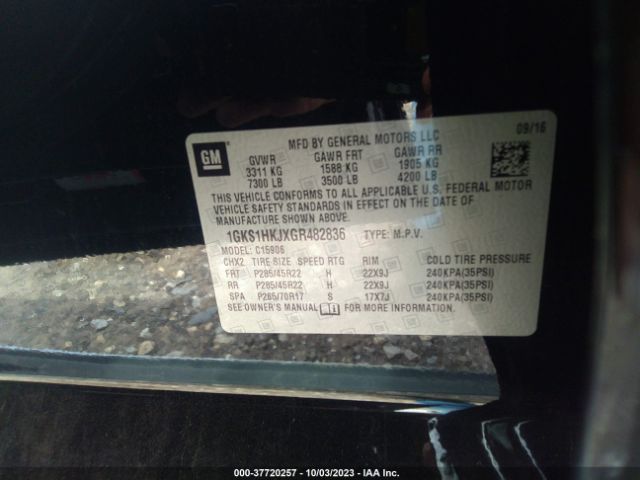 GM
MFD BY GENERAL MOTORS LLC
09/16
GVWR GAWR FRT GAWR RR
3311 KG 1588 KG 1905 KG
7300 LB 3500 LB 4200 LB
THIS VEHICLE CONFORMS TO ALL APPLICABLE U.S. FEDERAL MOTOR
VEHICLE SAFETY STANDARDS IN EFFECT ON THE DATE OF
MANUFACTURE SHOWN ABOVE.
1GKS1HKJXGR482836 TYPE: M.P.V.
MODEL: C15906
CHX2 TIRE SIZE SPEED RTG RIM COLD TIRE PRESSURE
FRT P285/45R22 H 22X9J 240KPA(35PSI)
RR P285/45R22 H 22X9J 240KPA(35PSI)
SPA P265/70R17 S 17X7J 240KPA(35PSI)
SEE OWNER'S MANUAL FOR MORE INFORMATION.
000-37720257 - 10/03/2023 - IAA Inc.